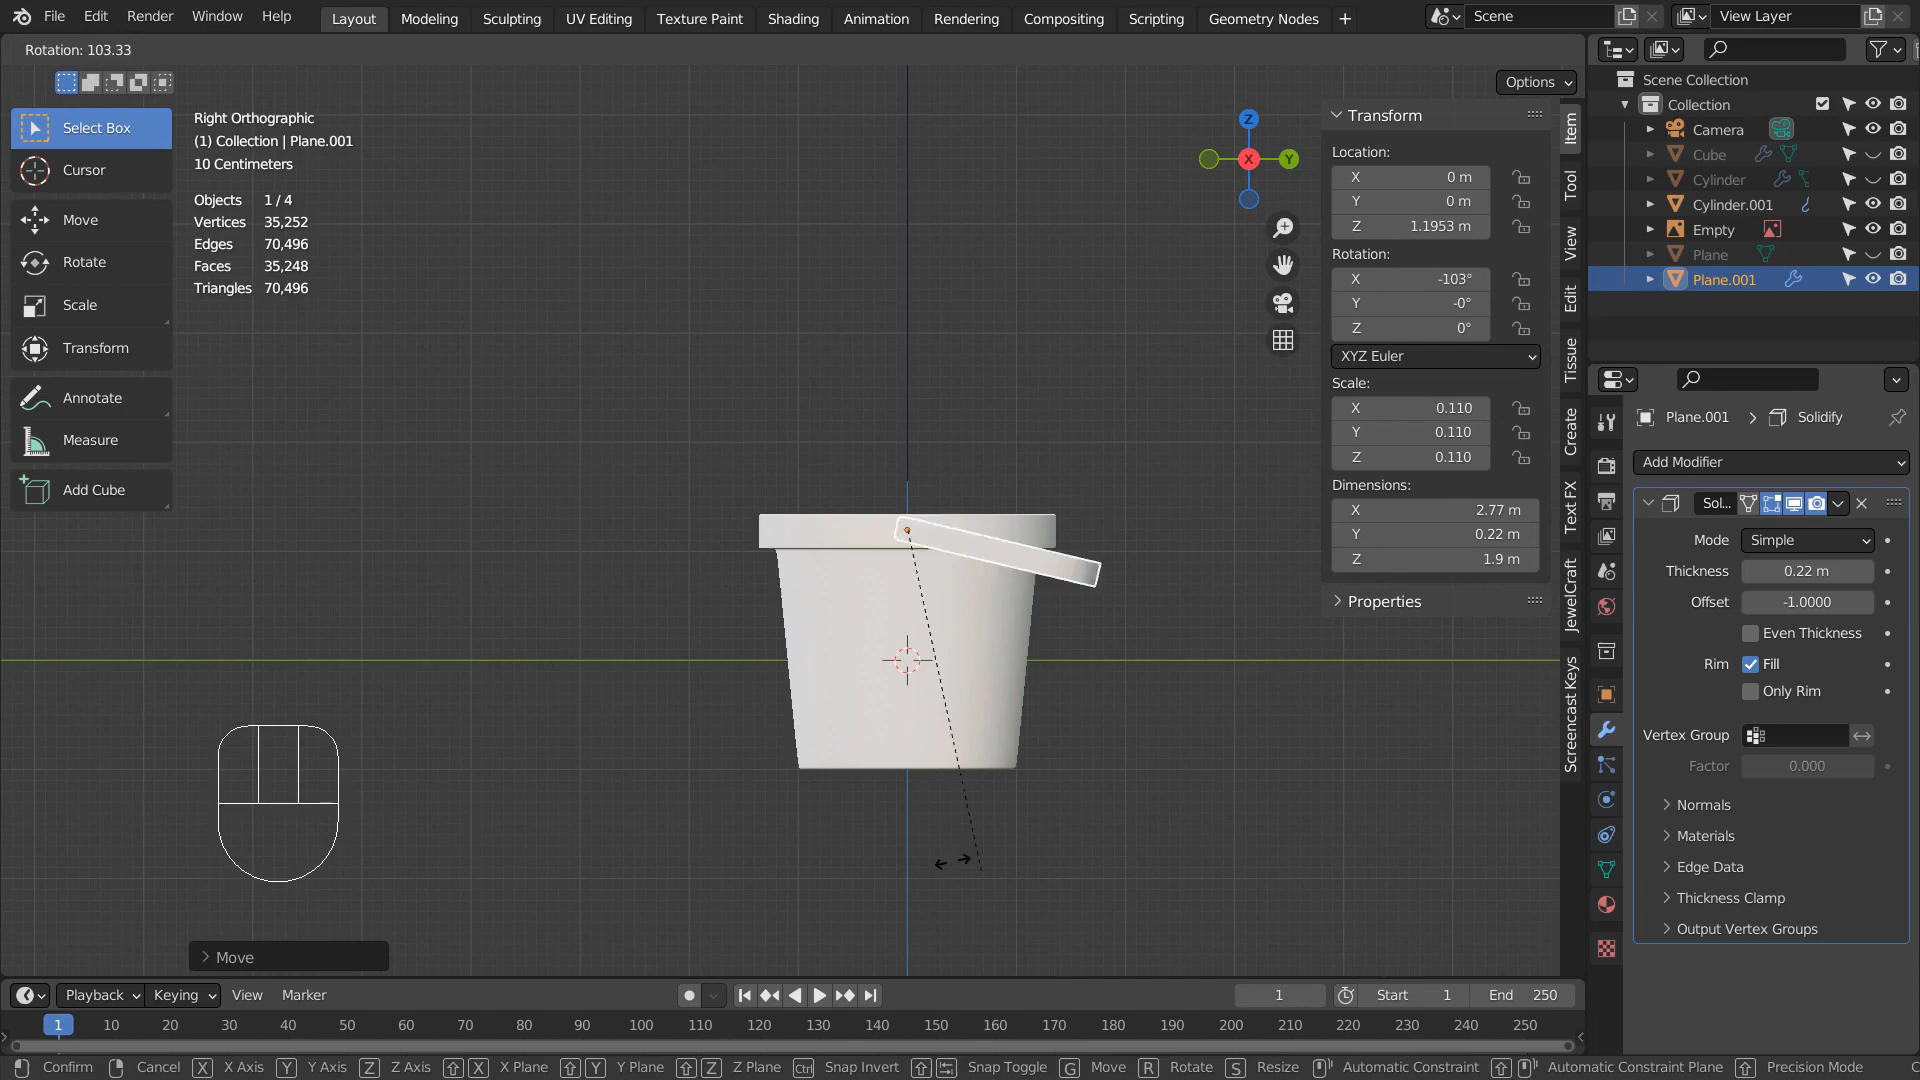 File Edit Render Window Help Layout Modeling Sculpting UV Editing Texture Paint Shading Animation Rendering Compositing Scripting Geometry Nodes + Scene View Layer
Rotation: 103.33
Options
Select Box
Cursor
Move
Rotate
Scale
Transform
Annotate
Measure
Add Cube
Right Orthographic
(1) Collection | Plane.001
10 Centimeters
Objects 1 / 4
Vertices 35,252
Edges 70,496
Faces 35,248
Triangles 70,496
Z
X
Y
Transform
Location:
X 0 m
Y 0 m
Z 1.1953 m
Rotation:
X -103°
Y -0°
Z 0°
XYZ Euler
Scale:
X 0.110
Y 0.110
Z 0.110
Dimensions:
X 2.77 m
Y 0.22 m
Z 1.9 m
Properties
Item
Tool
View
Edit
Tissue
Create
Text FX
JewelCraft
Screencast Keys
Scene Collection
Collection
Camera
Cube
Cylinder
Cylinder.001
Empty
Plane
Plane.001
Plane.001 > Solidify
Add Modifier
Sol...
Mode Simple
Thickness 0.22 m
Offset -1.0000
Even Thickness
Rim Fill
Only Rim
Vertex Group
Factor 0.000
Normals
Materials
Edge Data
Thickness Clamp
Output Vertex Groups
Move
Playback Keying View Marker 1 Start 1 End 250
1 10 20 30 40 50 60 70 80 90 100 110 120 130 140 150 160 170 180 190 200 210 220 230 240 250
Confirm Cancel X X Axis Y Y Axis Z Z Axis X X Plane Y Y Plane Z Z Plane Ctrl Snap Invert Snap Toggle G Move R Rotate S Resize Automatic Constraint Automatic Constraint Plane Precision Mode